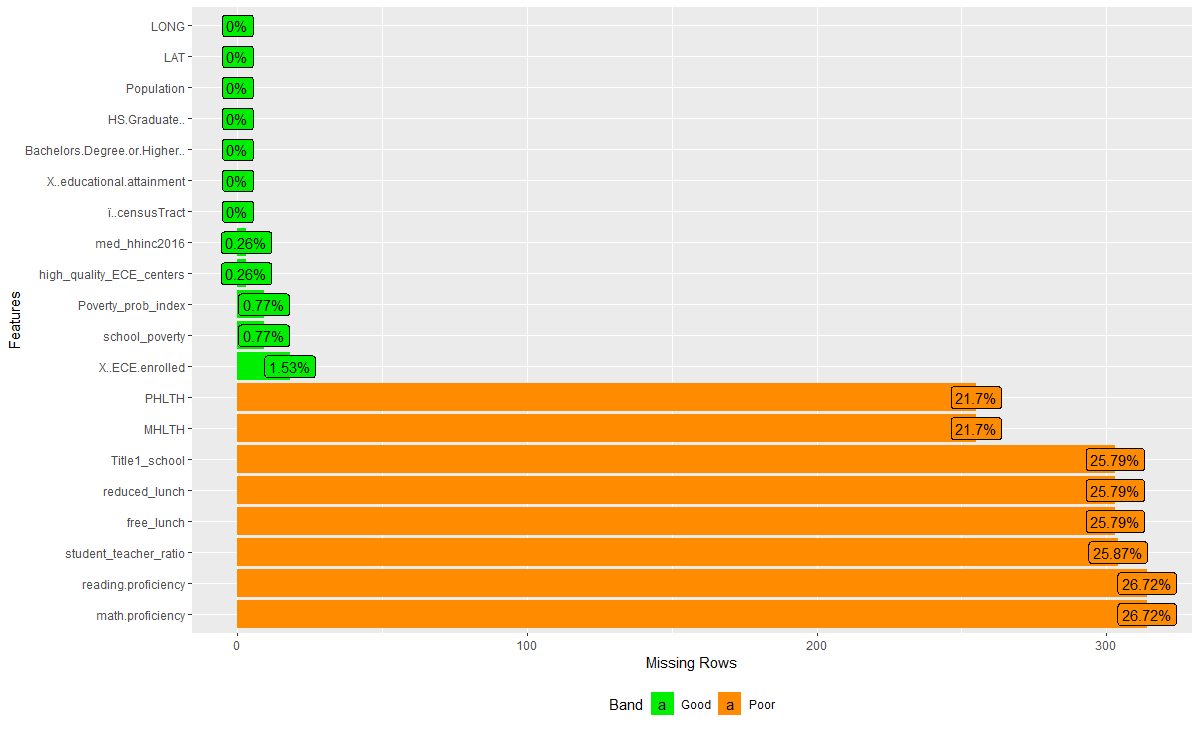 LONG 0%
LAT 0%
Population 0%
HS.Graduate.. 0%
Bachelors.Degree.or.Higher.. 0%
X..educational.attainment 0%
ï..censusTract 0%
med_hhinc2016 0.26%
high_quality_ECE_centers 0.26%
Poverty_prob_index 0.77%
school_poverty 0.77%
X..ECE.enrolled 1.53%
PHLTH 21.7%
MHLTH 21.7%
Title1_school 25.79%
reduced_lunch 25.79%
free_lunch 25.79%
student_teacher_ratio 25.87%
reading.proficiency 26.72%
math.proficiency 26.72%
Features
0 100 200 300
Missing Rows
Band a Good a Poor